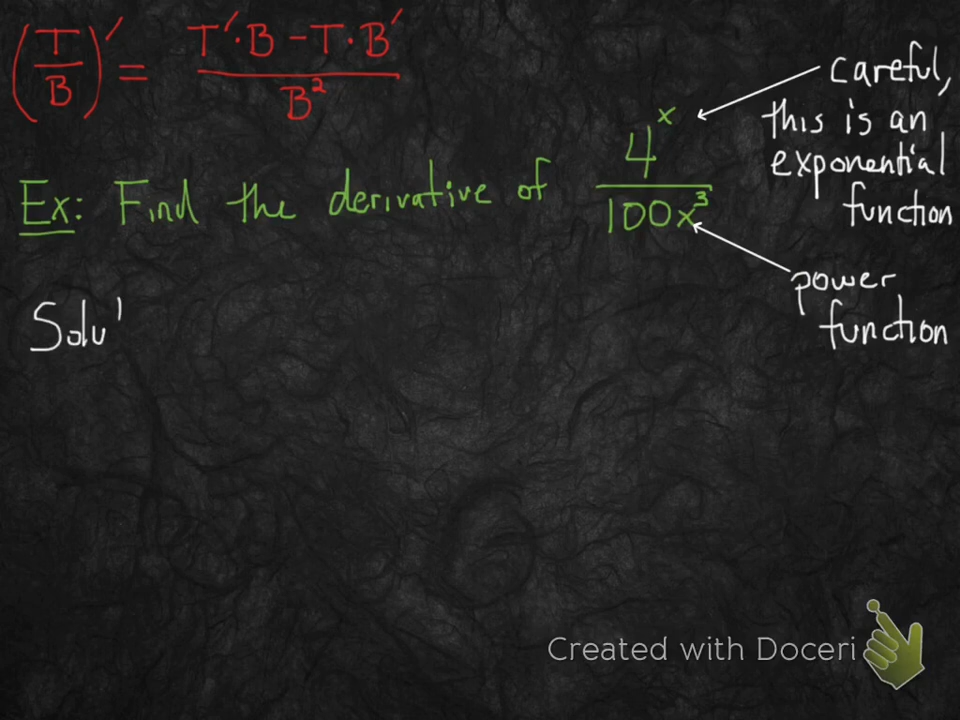 (T/B)' = (T'·B − T·B')/B²
careful,
this is an
exponential
function
Ex: Find the derivative of 4^x/100x³
power
function
Solu'
Created with Doceri